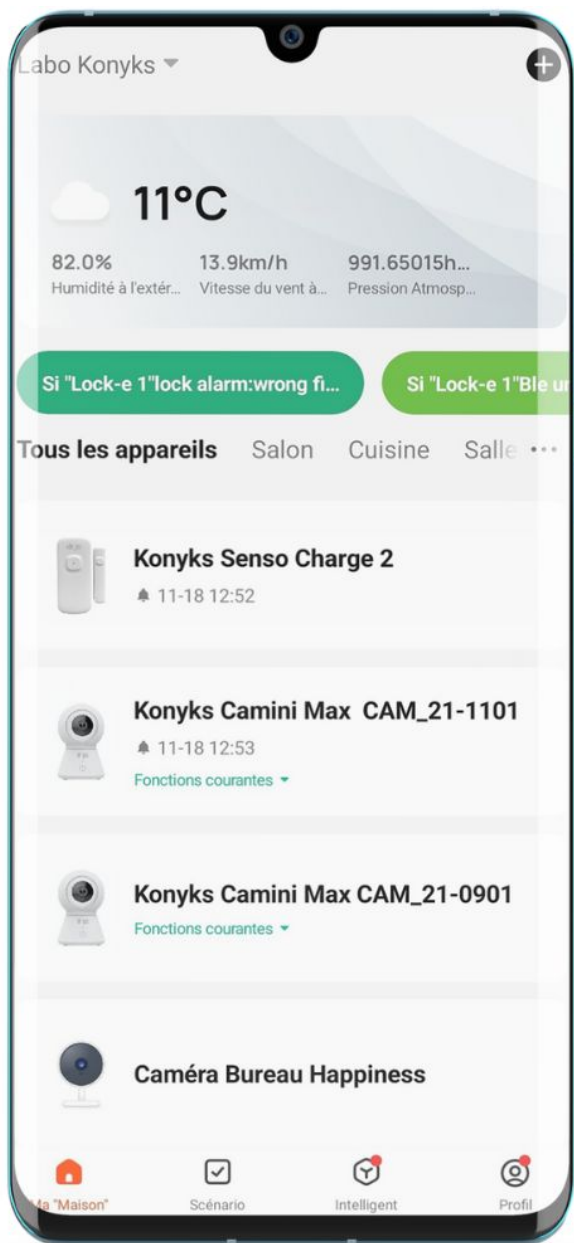 Labo Konyks
11°C
82.0% 13.9km/h 991.65015h...
Humidité à l'extér... Vitesse du vent à... Pression Atmosp...
Si "Lock-e 1"lock alarm:wrong fi... Si "Lock-e 1"Ble un
Tous les appareils Salon Cuisine Salle ...
Konyks Senso Charge 2
11-18 12:52
Konyks Camini Max CAM_21-1101
11-18 12:53
Fonctions courantes
Konyks Camini Max CAM_21-0901
Fonctions courantes
Caméra Bureau Happiness
Ma "Maison" Scénario Intelligent Profil